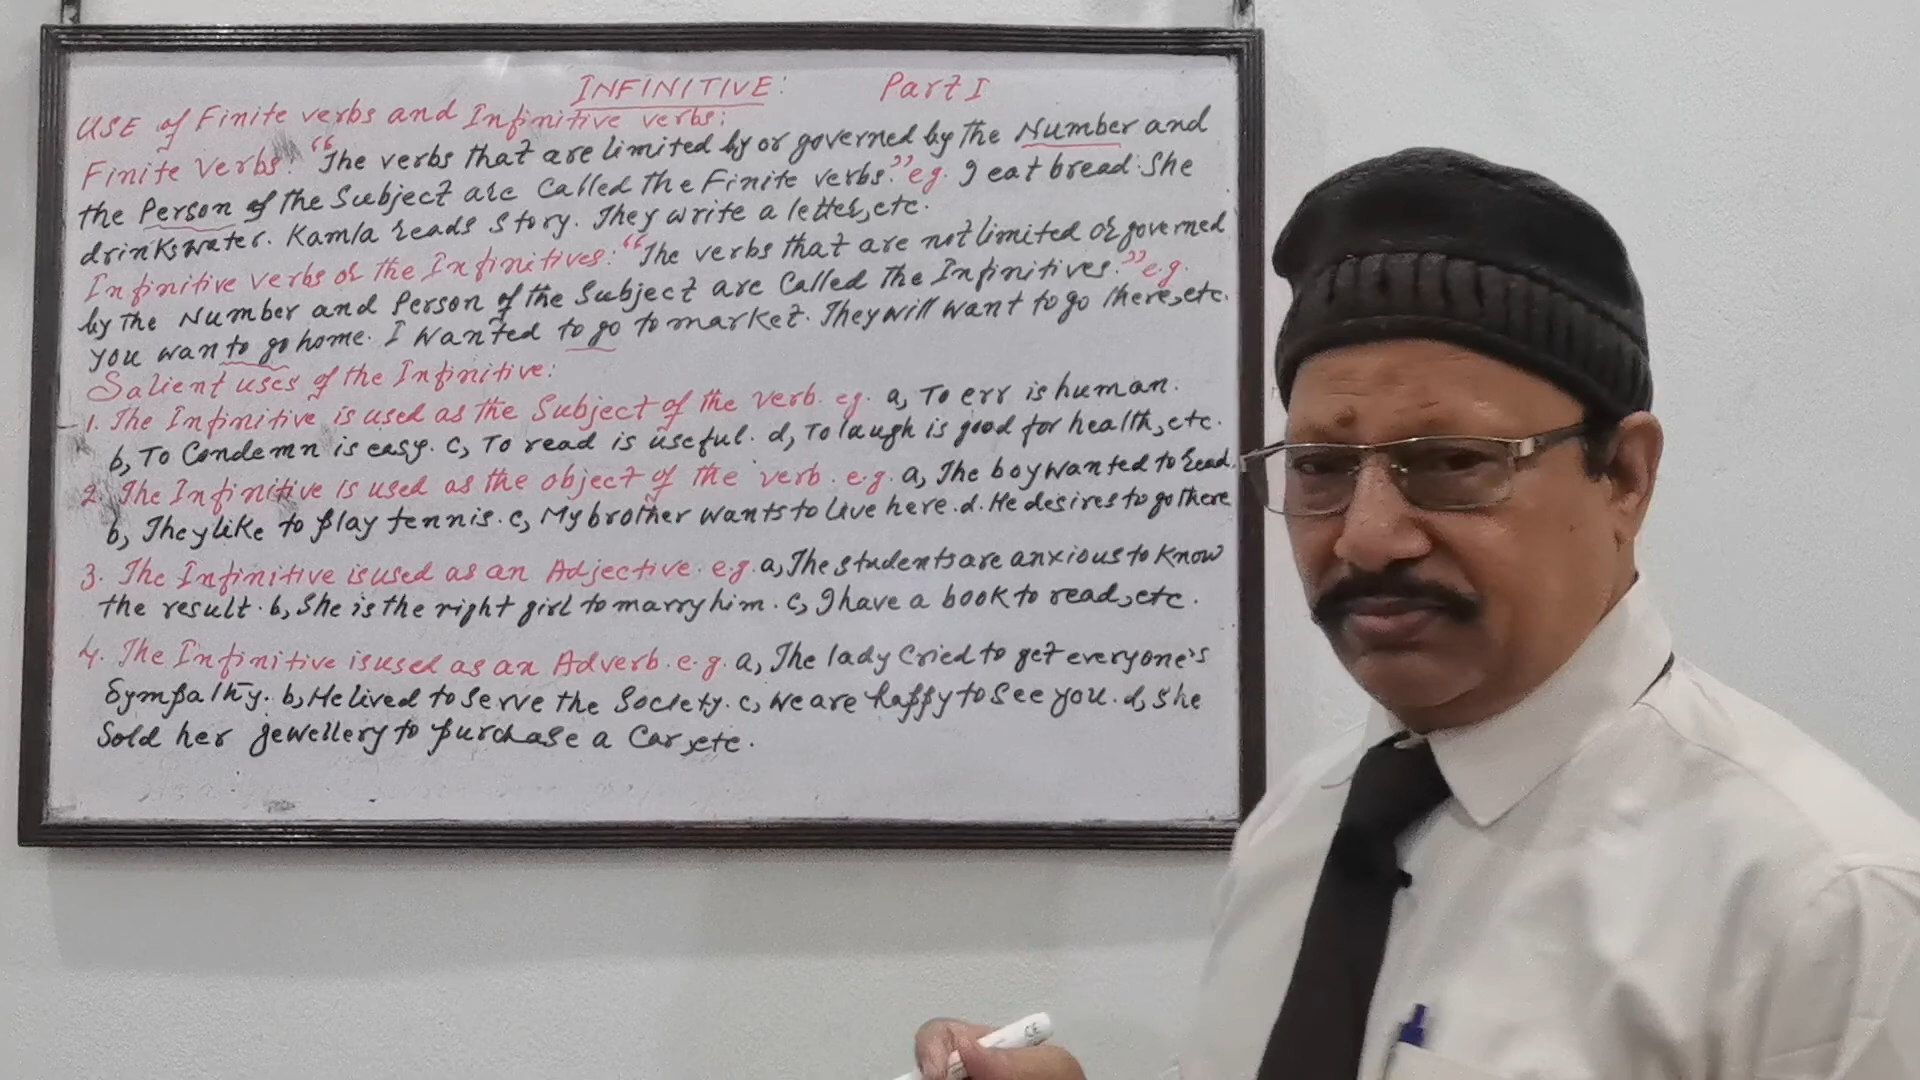 INFINITIVE: Part I
USE of Finite verbs and Infinitive verbs:
Finite Verbs: "The verbs that are limited by or governed by the Number and
the Person of the Subject are Called the Finite verbs." eg. I eat bread. She
drinks water. Kamla reads story. They write a letter, etc.
Infinitive verbs or the Infinitives: "The verbs that are not limited or governed
by the Number and Person of the Subject are Called the Infinitives." e.g.
you want to go home. I wanted to go to market. They will want to go there, etc.
Salient uses of the Infinitive:
1. The Infinitive is used as the Subject of the verb. eg. a, To err is human.
b, To Condemn is easy. c, To read is useful. d, To laugh is good for health, etc.
2. The Infinitive is used as the object of the verb. e.g. a, The boy wanted to read.
b, They like to play tennis. c, My brother wants to live here. d. He desires to go there
3. The Infinitive is used as an Adjective. e.g. a, The students are anxious to know
the result. b, She is the right girl to marry him. c, I have a book to read, etc.
4. The Infinitive is used as an Adverb. e.g. a, The lady Cried to get everyone's
Sympathy. b, He lived to serve the Society. c, We are happy to see you. d, She
Sold her jewellery to purchase a Car, etc.